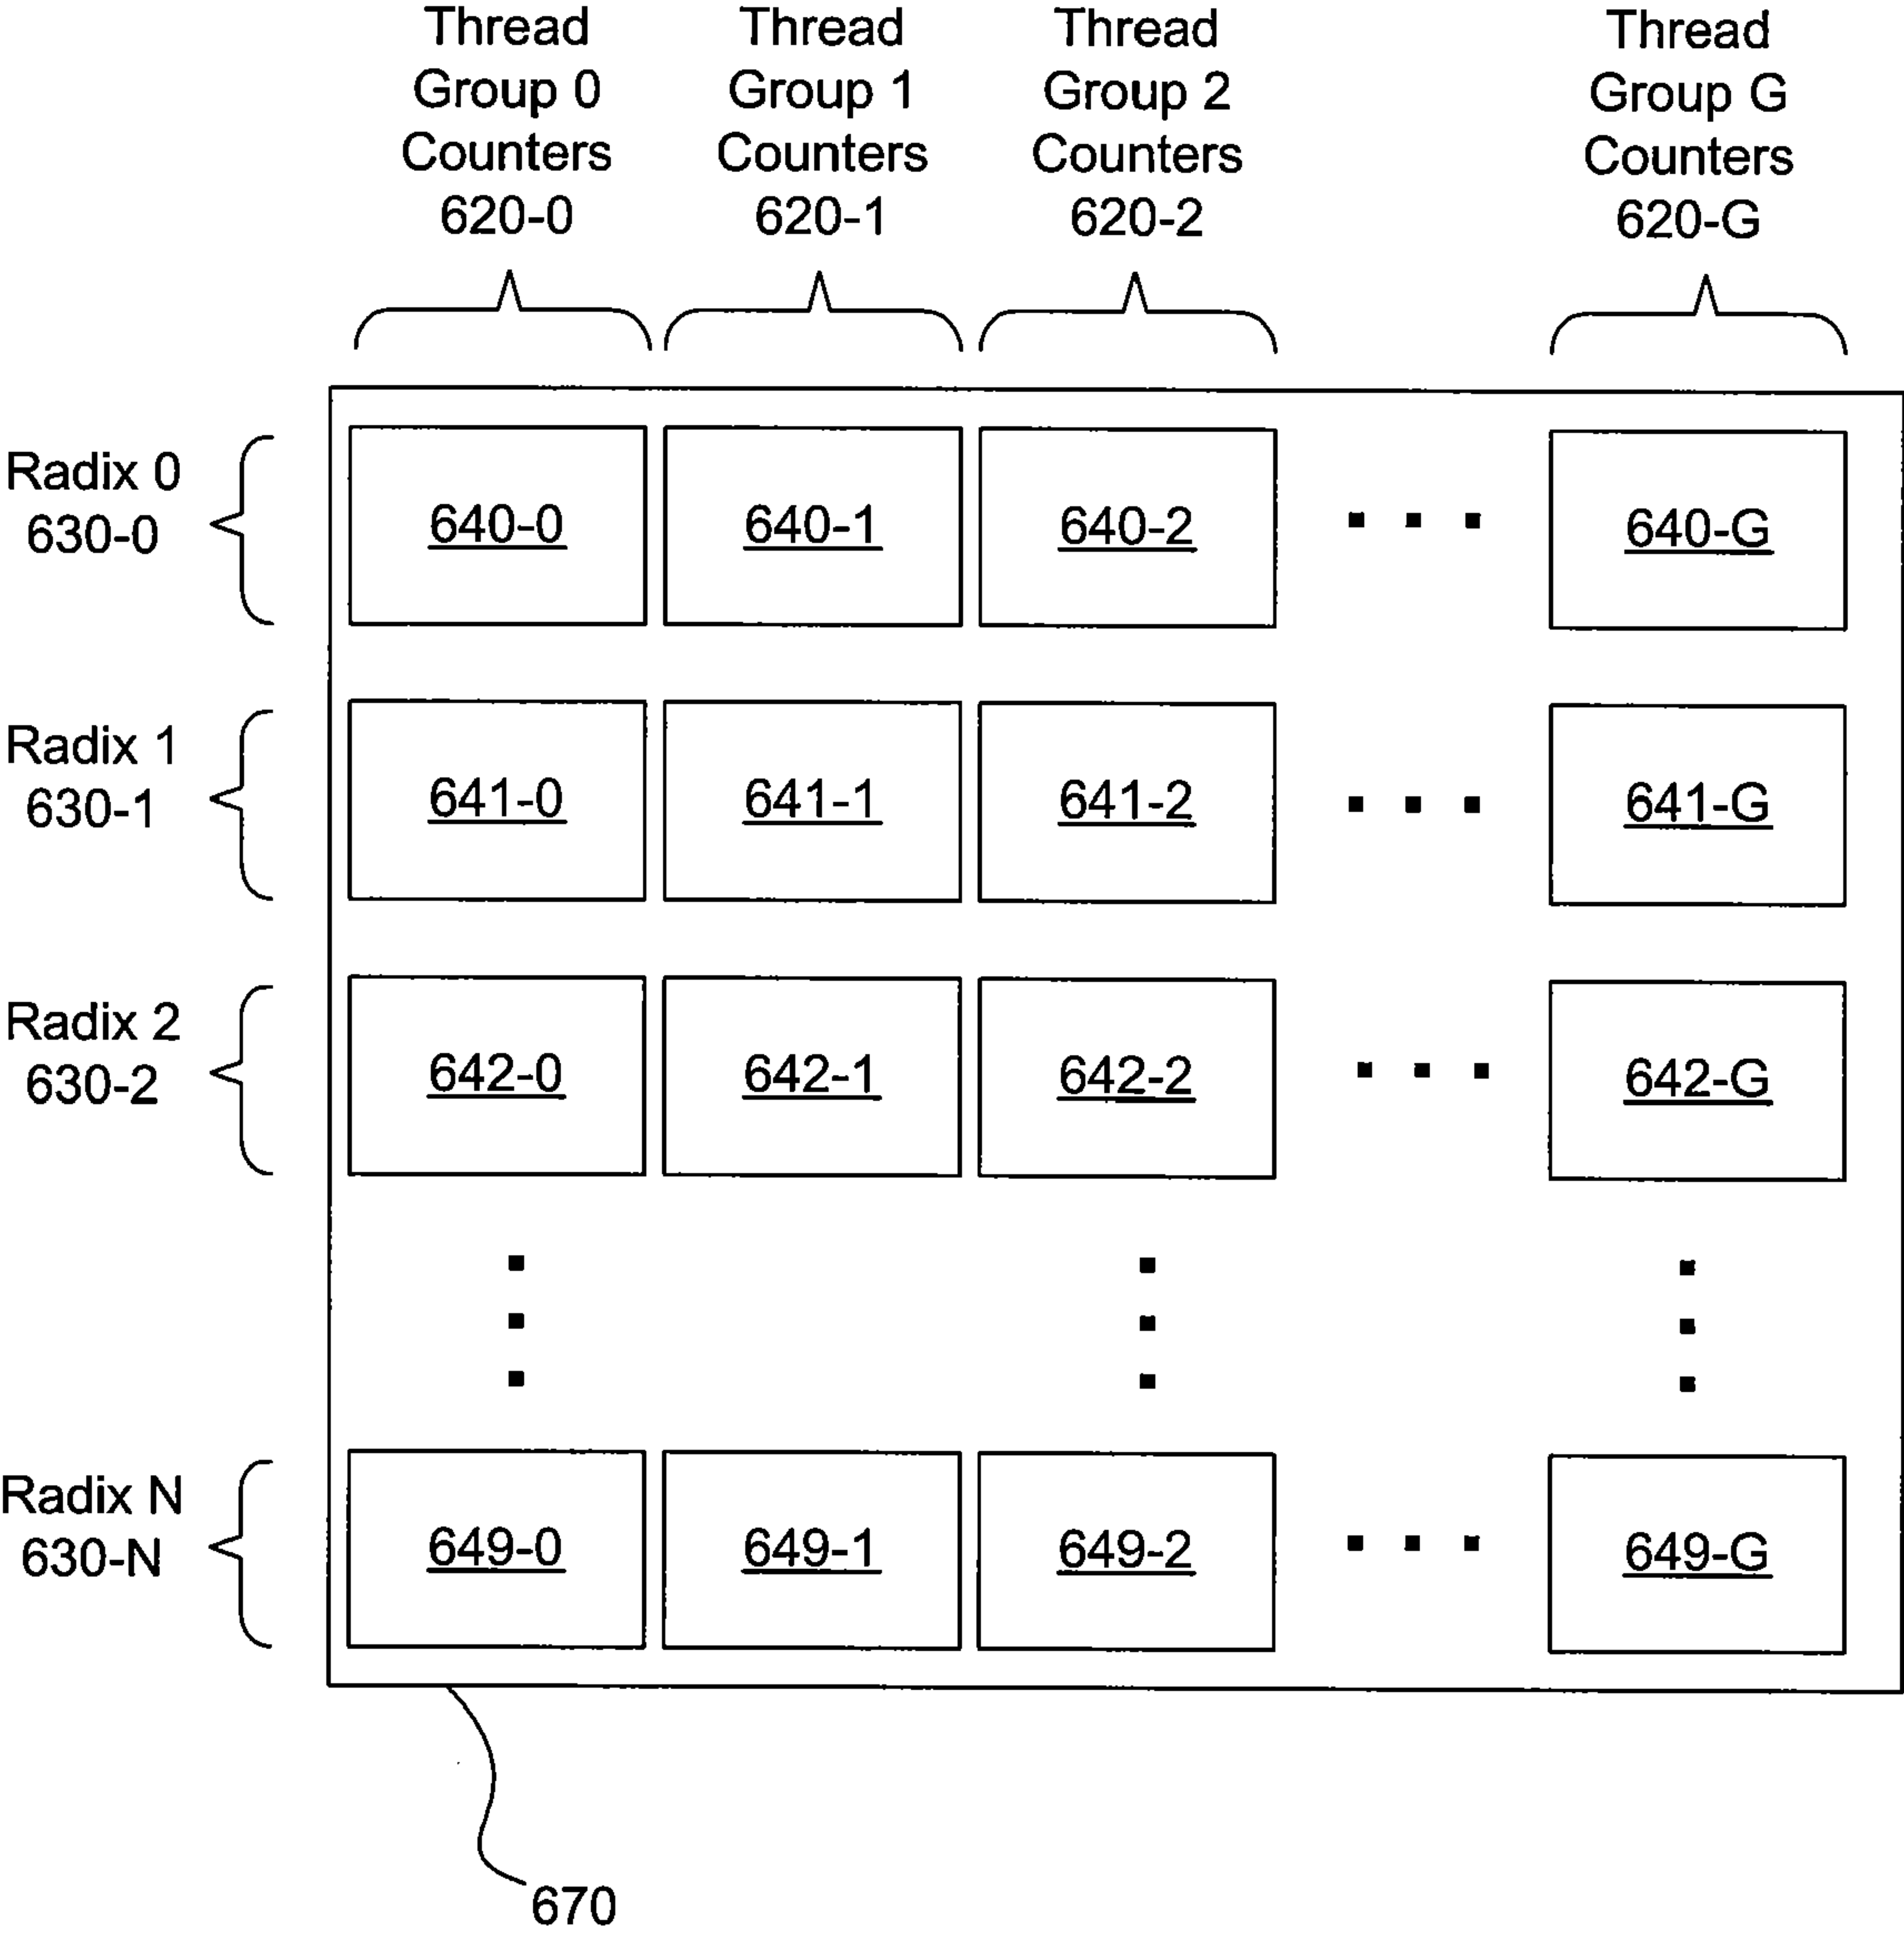 Thread
Group 0
Counters
620-0
Thread
Group 1
Counters
620-1
Thread
Group 2
Counters
620-2
Thread
Group G
Counters
620-G
Radix 0
630-0
640-0
640-1
640-2
640-G
Radix 1
630-1
641-0
641-1
641-2
641-G
Radix 2
630-2
642-0
642-1
642-2
642-G
Radix N
630-N
649-0
649-1
649-2
649-G
670